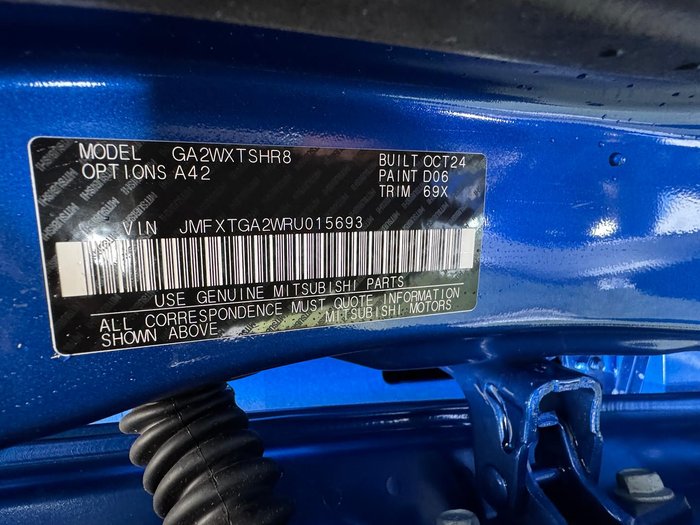 MODEL GA2WXTSHR8 BUILT OCT24
OPTIONS A42 PAINT D06
TRIM 69X
VIN JMFXTGA2WRU015693
USE GENUINE MITSUBISHI PARTS
ALL CORRESPONDENCE MUST QUOTE INFORMATION
SHOWN ABOVE MITSUBISHI MOTORS